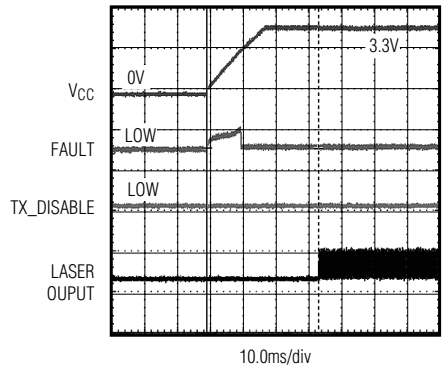 0V
3.3V
VCC
LOW
FAULT
LOW
TX_DISABLE
LASER
OUPUT
10.0ms/div